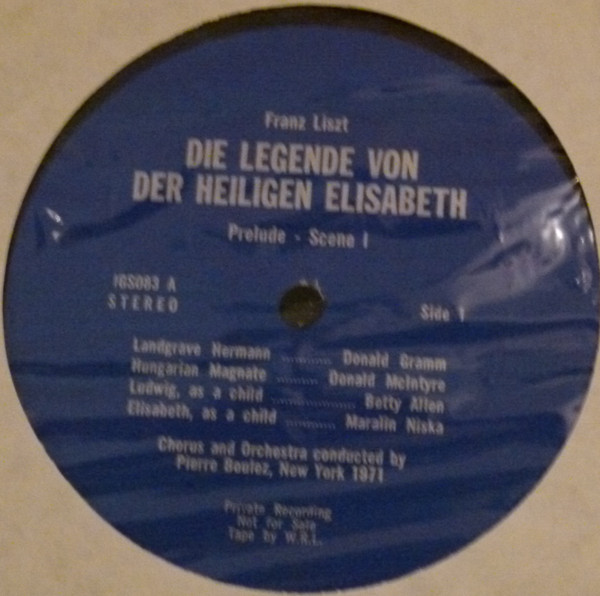 Franz Liszt
DIE LEGENDE VON
DER HEILIGEN ELISABETH
Prelude - Scene I
IGS083 A
STEREO
Side 1
Landgrave Hermann ............ Donald Gramm
Hungarian Magnate .......... Donald McIntyre
Ludwig, as a child .................... Betty Allen
Elisabeth, as a child ............ Maralin Niska
Chorus and Orchestra conducted by
Pierre Boulez, New York 1971
Private Recording
Not for Sale
Tape by W.R.L.